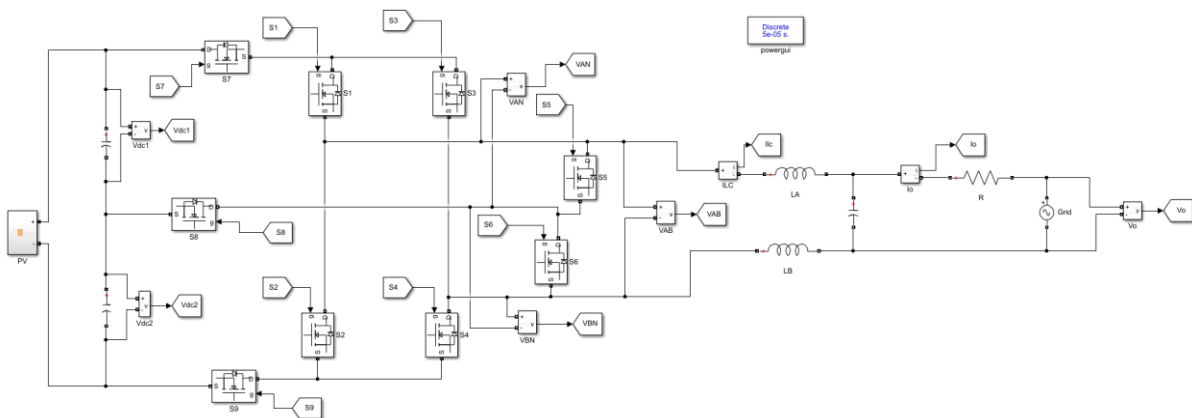 Discrete
5e-05 s.
powergui
S1
S3
S7
g
D
S
S7
g
D
S
S1
g
D
S
S3
+
-
v
VAN
VAN
S5
+
-
v
Vdc1
Vdc1
g
D
S
S5
+
i
-
ILC
Ilc
LA
+
i
-
Io
Io
R
+
-
PV
S
D
g
S8
S8
S6
g
D
S
S6
+
-
v
VAB
VAB
Grid
+
-
v
Vo
Vo
+
-
v
Vdc2
Vdc2
S2
S4
g
D
S
S2
g
D
S
S4
+
-
v
VBN
VBN
LB
S
D
g
S9
S9